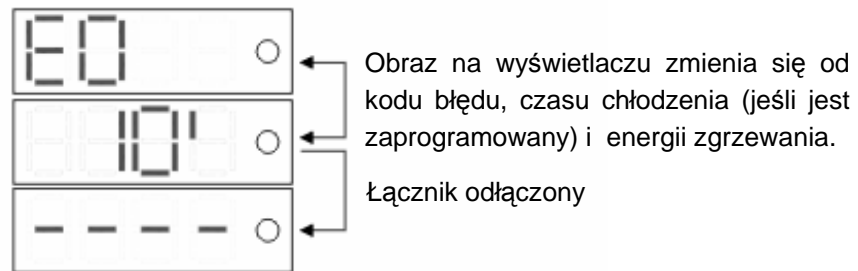 E0
Obraz na wyświetlaczu zmienia się od
kodu błędu, czasu chłodzenia (jeśli jest
10'
zaprogramowany) i energii zgrzewania.
Łącznik odłączony
- - - -